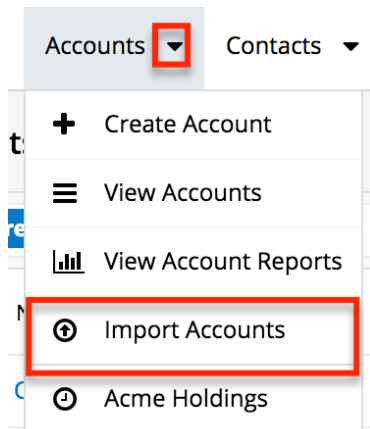 Accounts Contacts
Create Account
View Accounts
View Account Reports
Import Accounts
Acme Holdings